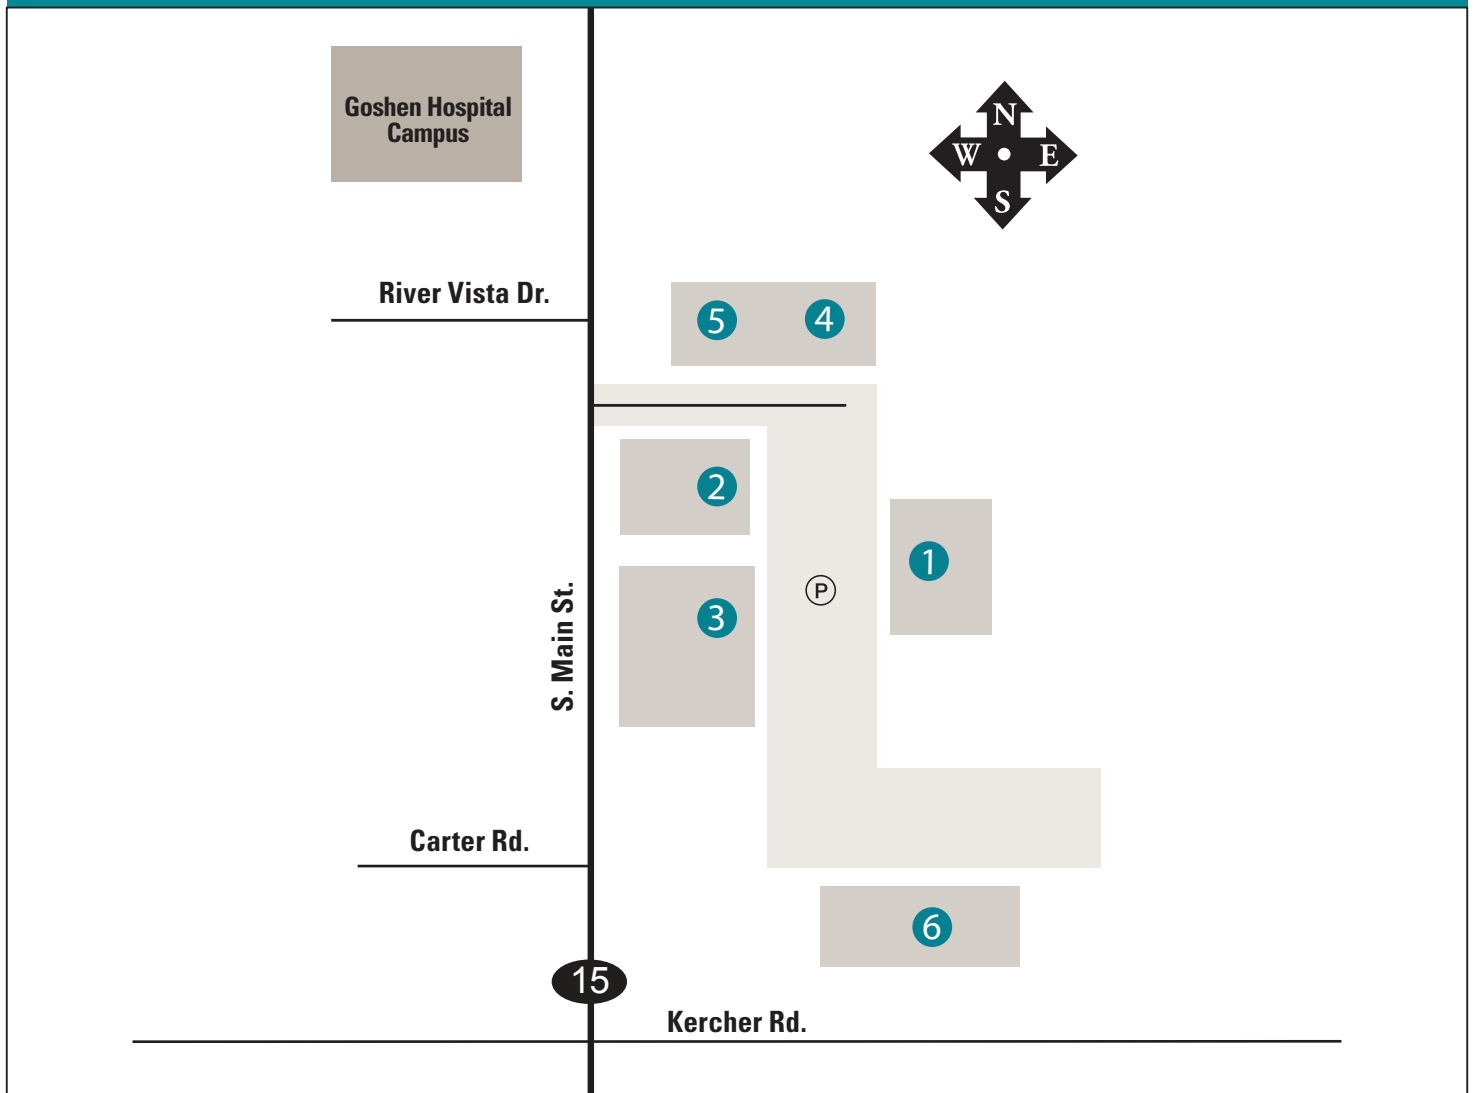 Goshen Hospital
Campus
N
W E
S
River Vista Dr.
5 4
2
1
P
3
S. Main St.
Carter Rd.
6
15
Kercher Rd.